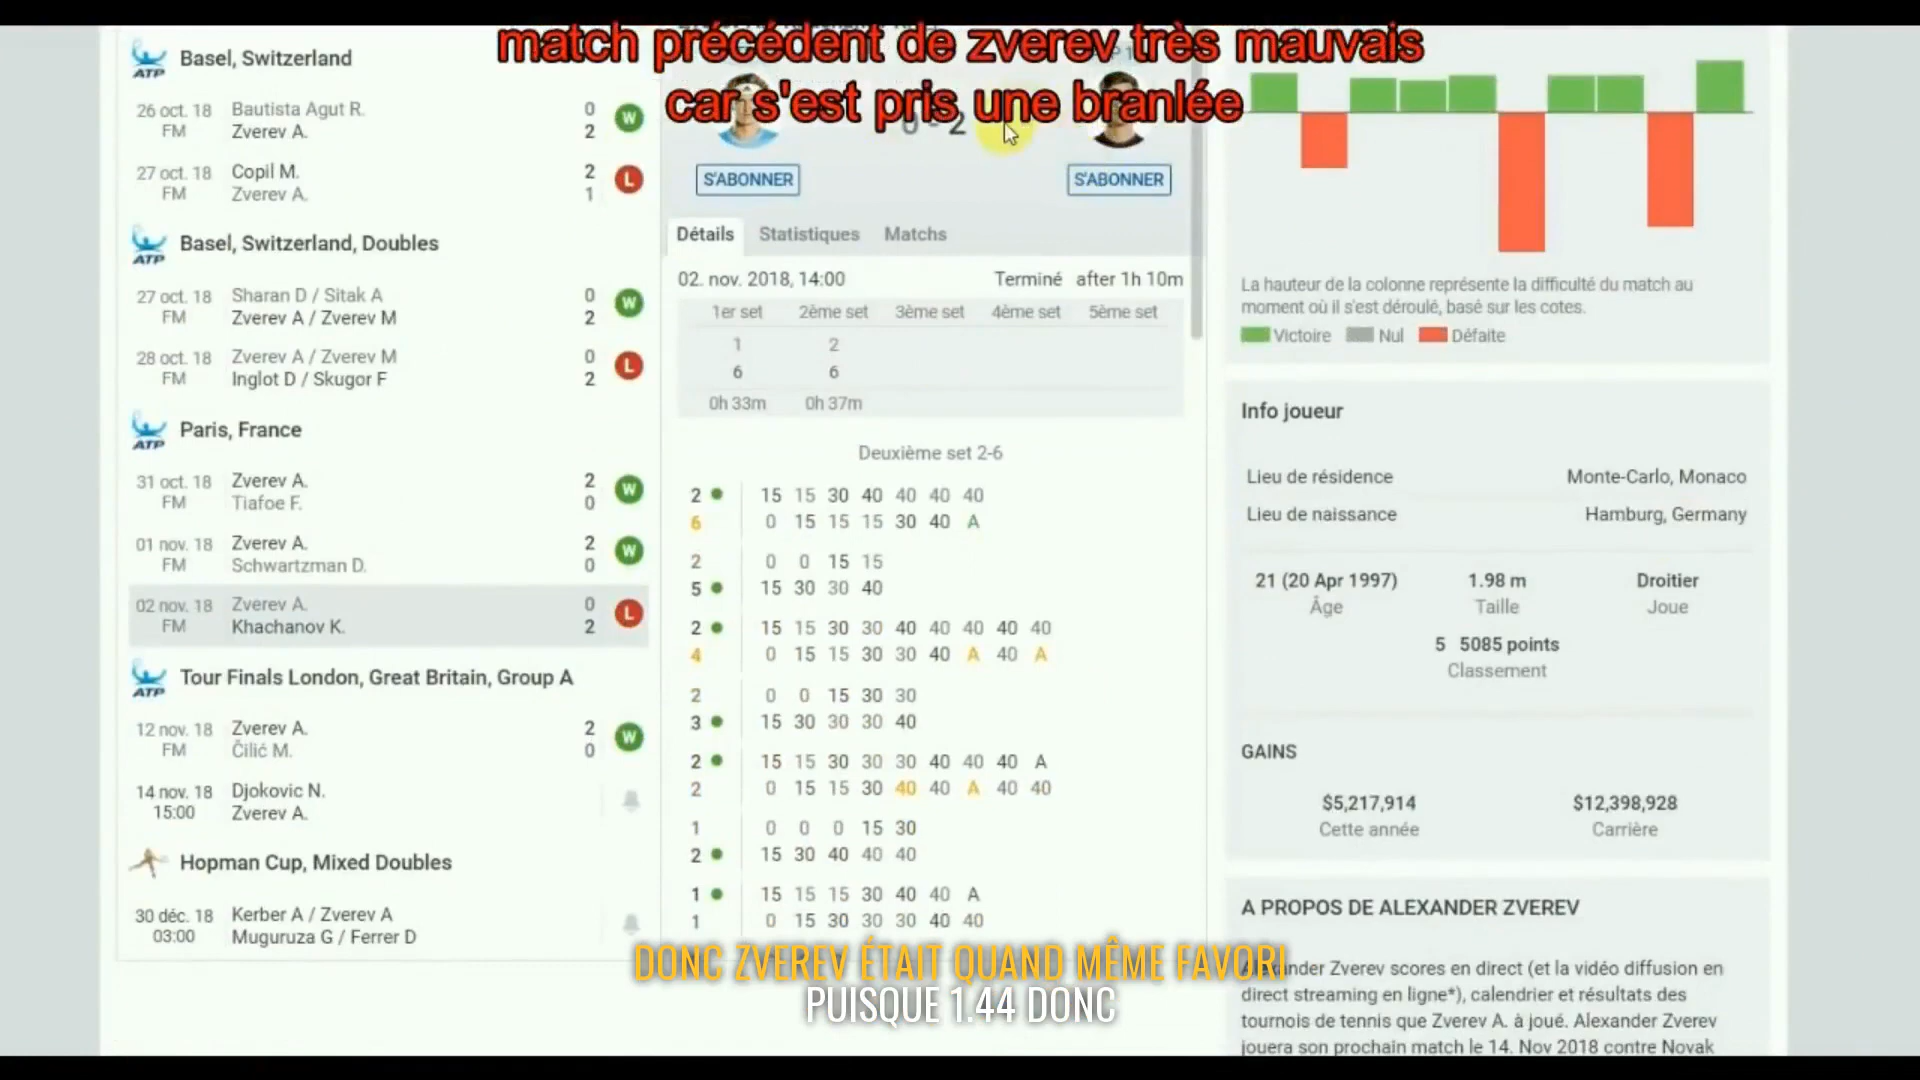 match précédent de zverev très mauvais
car s'est pris une branlée
ATP
Basel, Switzerland
26 oct. 18 Bautista Agut R. 0 W
FM Zverev A. 2
27 oct. 18 Copil M. 2 L
FM Zverev A. 1
ATP
Basel, Switzerland, Doubles
27 oct. 18 Sharan D / Sitak A 0 W
FM Zverev A / Zverev M 2
28 oct. 18 Zverev A / Zverev M 0 L
FM Inglot D / Skugor F 2
ATP
Paris, France
31 oct. 18 Zverev A. 2 W
FM Tiafoe F. 0
01 nov. 18 Zverev A. 2 W
FM Schwartzman D. 0
02 nov. 18 Zverev A. 0 L
FM Khachanov K. 2
ATP
Tour Finals London, Great Britain, Group A
12 nov. 18 Zverev A. 2 W
FM Čilić M. 0
14 nov. 18 Djokovic N.
15:00 Zverev A.
Hopman Cup, Mixed Doubles
30 déc. 18 Kerber A / Zverev A
03:00 Muguruza G / Ferrer D
0 - 2
S'ABONNER S'ABONNER
Détails Statistiques Matchs
02. nov. 2018, 14:00 Terminé after 1h 10m
1er set 2ème set 3ème set 4ème set 5ème set
1 2
6 6
0h 33m 0h 37m
Deuxième set 2-6
2 15 15 30 40 40 40 40
6 0 15 15 15 30 40 A
2 0 0 15 15
5 15 30 30 40
2 15 15 30 30 40 40 40 40 40
4 0 15 15 30 30 40 A 40 A
2 0 0 15 30 30
3 15 30 30 30 40
2 15 15 30 30 30 40 40 40 A
2 0 15 15 30 40 40 A 40 40
1 0 0 0 15 30
2 15 30 40 40 40
1 15 15 15 30 40 40 A
1 0 15 30 30 30 40 40
La hauteur de la colonne représente la difficulté du match au
moment où il s'est déroulé, basé sur les cotes.
Victoire Nul Défaite
Info joueur
Lieu de résidence Monte-Carlo, Monaco
Lieu de naissance Hamburg, Germany
21 (20 Apr 1997) 1.98 m Droitier
Âge Taille Joue
5 5085 points
Classement
GAINS
$5,217,914 $12,398,928
Cette année Carrière
A PROPOS DE ALEXANDER ZVEREV
Alexander Zverev scores en direct (et la vidéo diffusion en
direct streaming en ligne*), calendrier et résultats des
tournois de tennis que Zverev A. à joué. Alexander Zverev
jouera son prochain match le 14. Nov 2018 contre Novak
DONC ZVEREV ÉTAIT QUAND MÊME FAVORI
PUISQUE 1.44 DONC